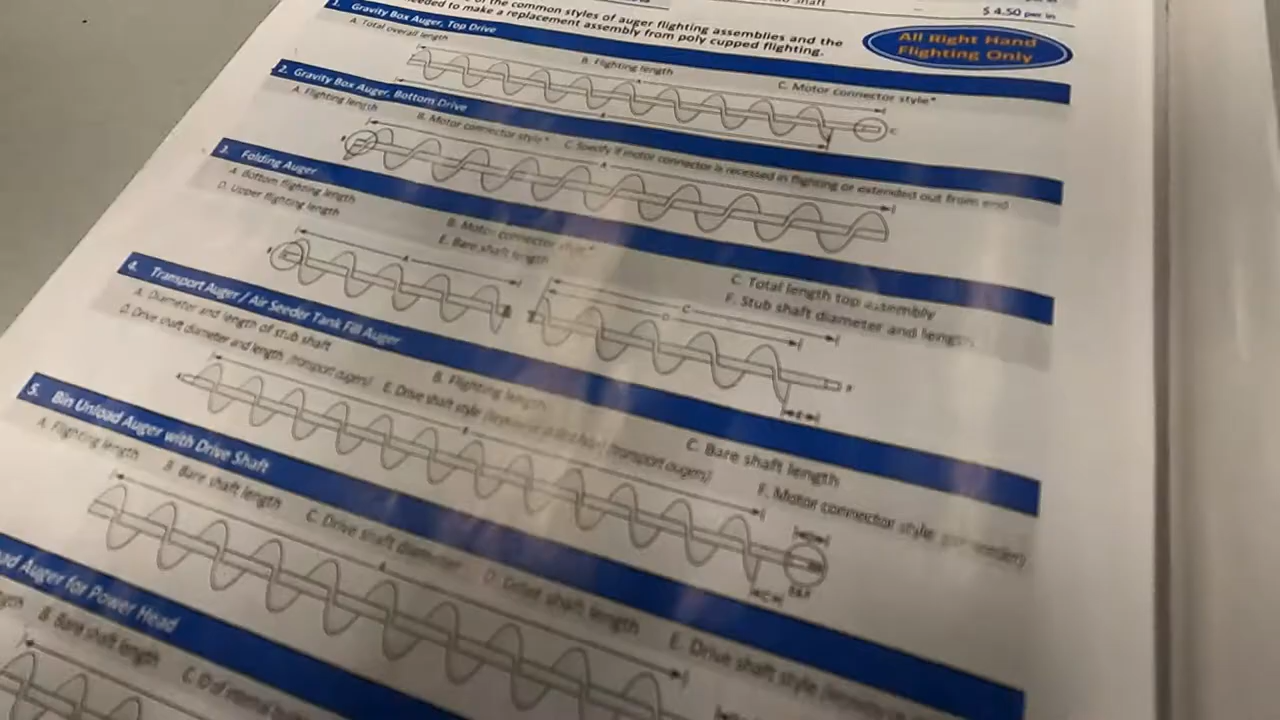 shaft
$ 4.50 per in
of the common styles of auger flighting assemblies and the
needed to make a replacement assembly from poly cupped flighting.
All Right Hand
Flighting Only
1. Gravity Box Auger, Top Drive
A. Total overall length
B. Flighting length
C. Motor connector style*
2. Gravity Box Auger, Bottom Drive
A. Flighting length
B. Motor connector style*
C. Specify if motor connector is recessed in flighting or extended out from end
3. Folding Auger
A. Bottom flighting length
B. Motor connector style*
C. Total length top assembly
D. Upper flighting length
E. Bare shaft length
F. Stub shaft diameter and length
4. Transport Auger / Air Seeder Tank Fill Auger
A. Diameter and length of stub shaft
B. Flighting length
C. Bare shaft length
D. Drive shaft diameter and length (transport augers)
E. Drive shaft style (transport augers)
F. Motor connector style
5. Bin Unload Auger with Drive Shaft
A. Flighting length
B. Bare shaft length
C. Drive shaft diameter
D. Drive shaft length
E. Drive shaft style
Auger for Power Head
B. Bare shaft length